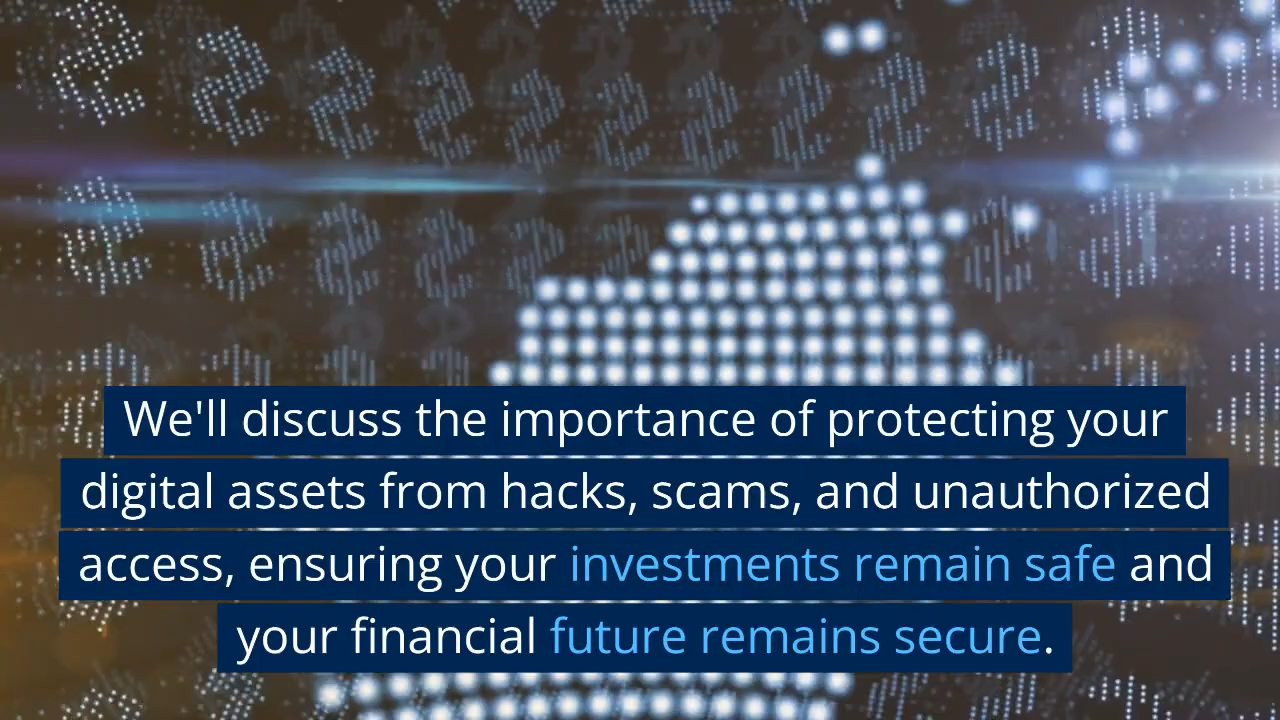 We'll discuss the importance of protecting your
digital assets from hacks, scams, and unauthorized
access, ensuring your investments remain safe and
your financial future remains secure.